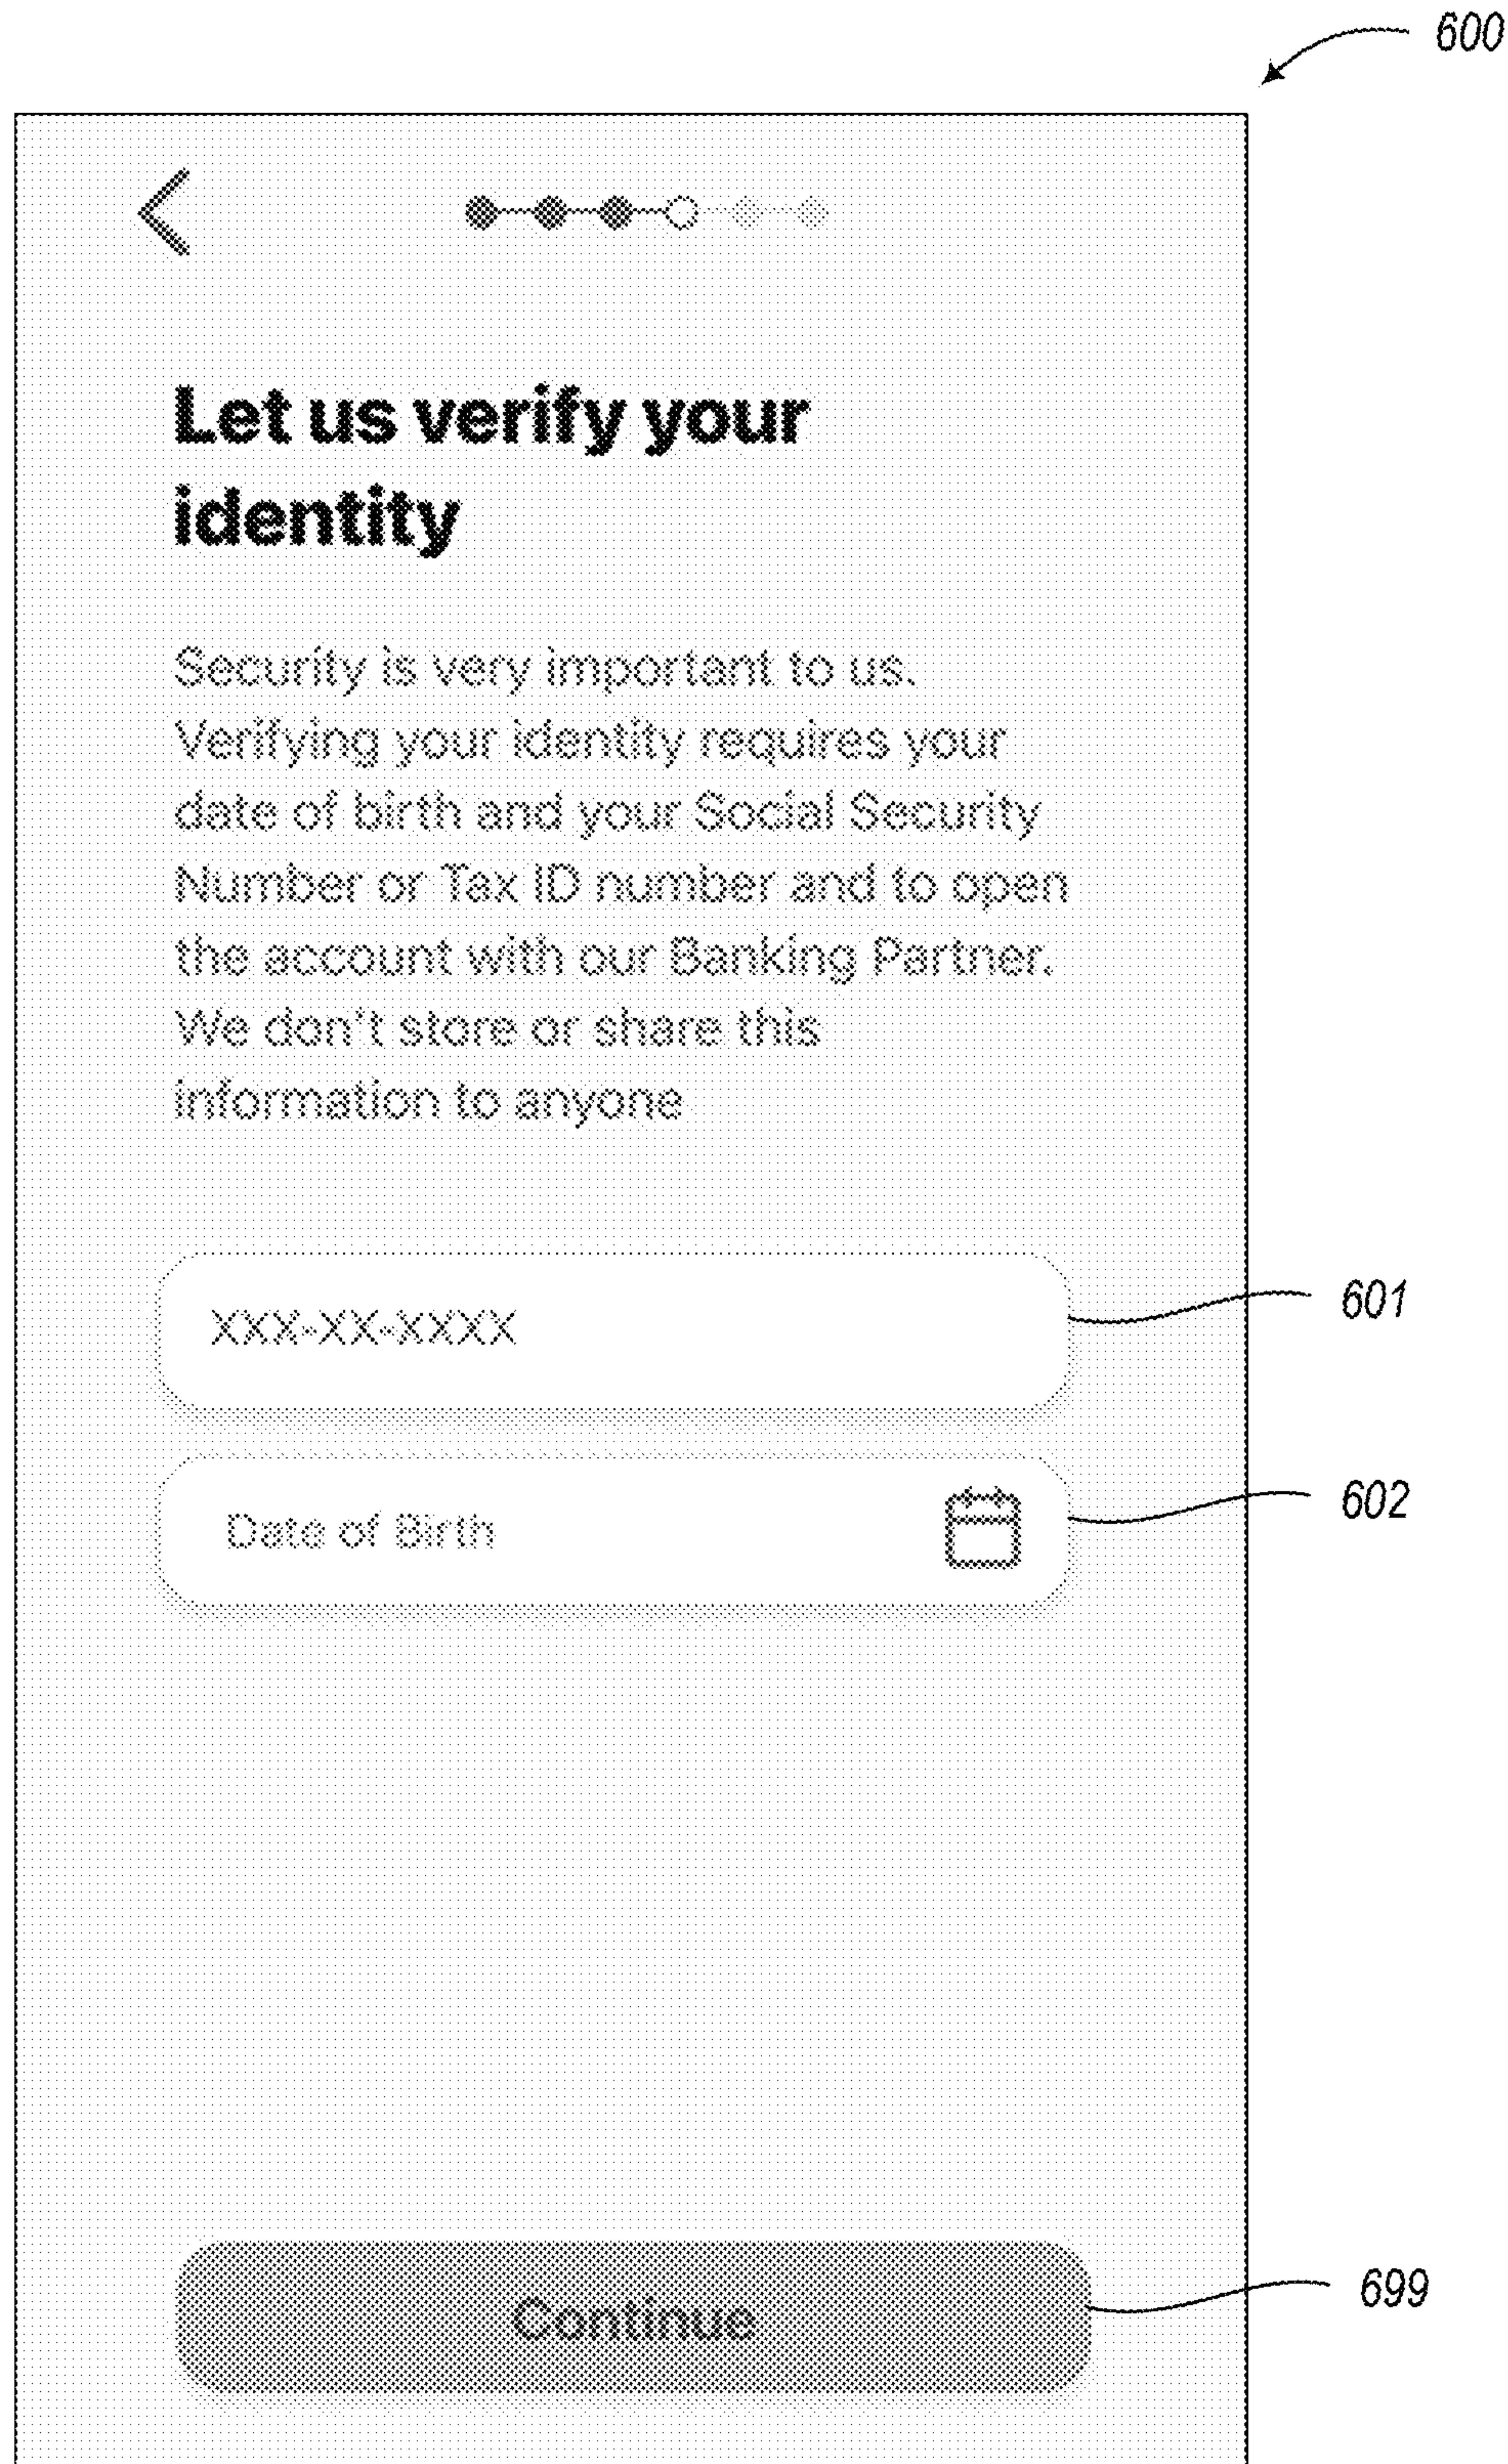 600
Let us verify your
identity
Security is very important to us.
Verifying your identity requires your
date of birth and your Social Security
Number or Tax ID number and to open
the account with our Banking Partner.
We don't store or share this
information to anyone
XXX-XX-XXXX
601
Date of Birth
602
Continue
699